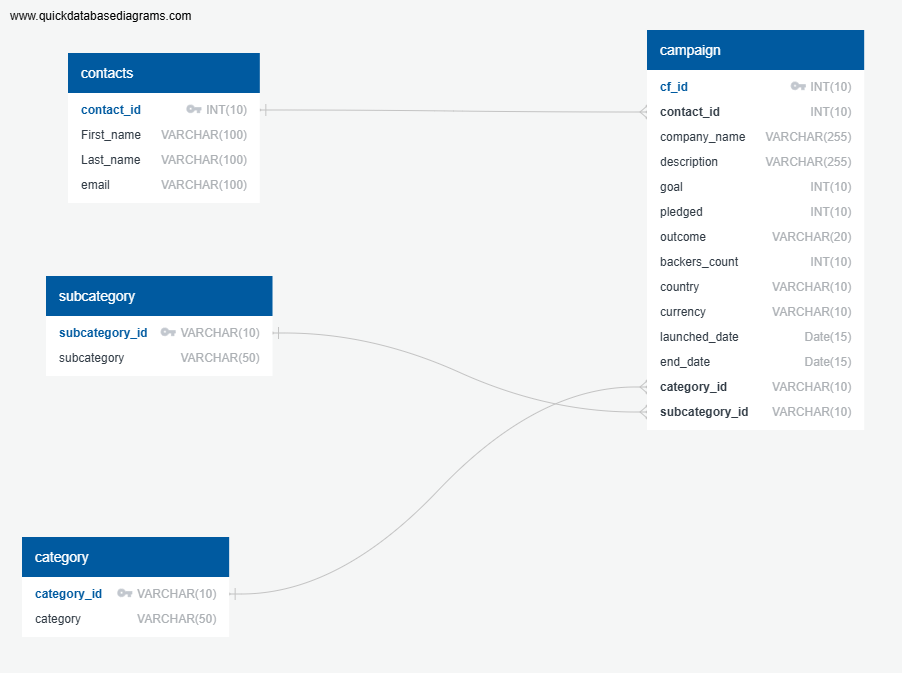 www.quickdatabasediagrams.com
contacts
contact_id INT(10)
First_name VARCHAR(100)
Last_name VARCHAR(100)
email VARCHAR(100)
campaign
cf_id INT(10)
contact_id INT(10)
company_name VARCHAR(255)
description VARCHAR(255)
goal INT(10)
pledged INT(10)
outcome VARCHAR(20)
backers_count INT(10)
country VARCHAR(10)
currency VARCHAR(10)
launched_date Date(15)
end_date Date(15)
category_id VARCHAR(10)
subcategory_id VARCHAR(10)
subcategory
subcategory_id VARCHAR(10)
subcategory VARCHAR(50)
category
category_id VARCHAR(10)
category VARCHAR(50)